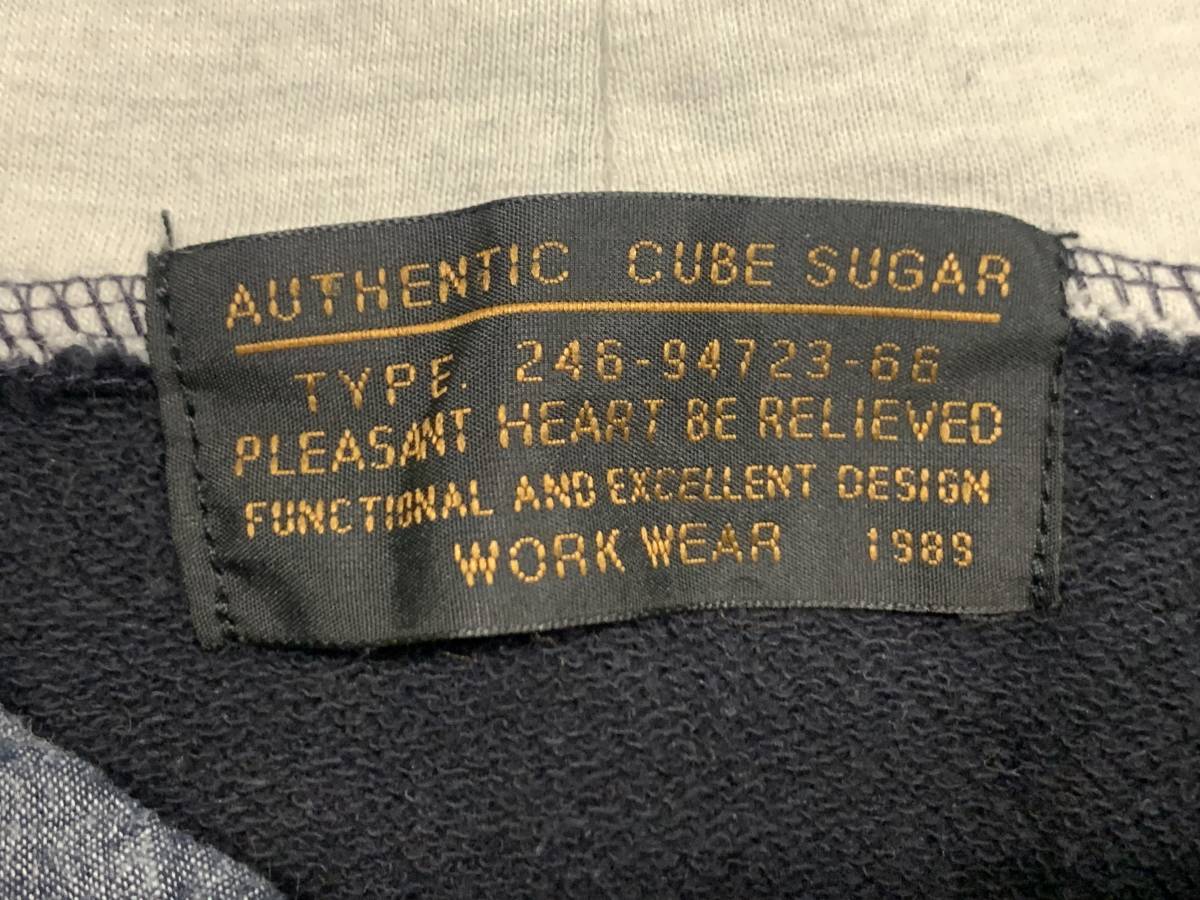 AUTHENTIC CUBE SUGAR
TYPE. 246-94723-66
PLEASANT HEART BE RELIEVED
FUNCTIONAL AND EXCELLENT DESIGN
WORK WEAR 1989